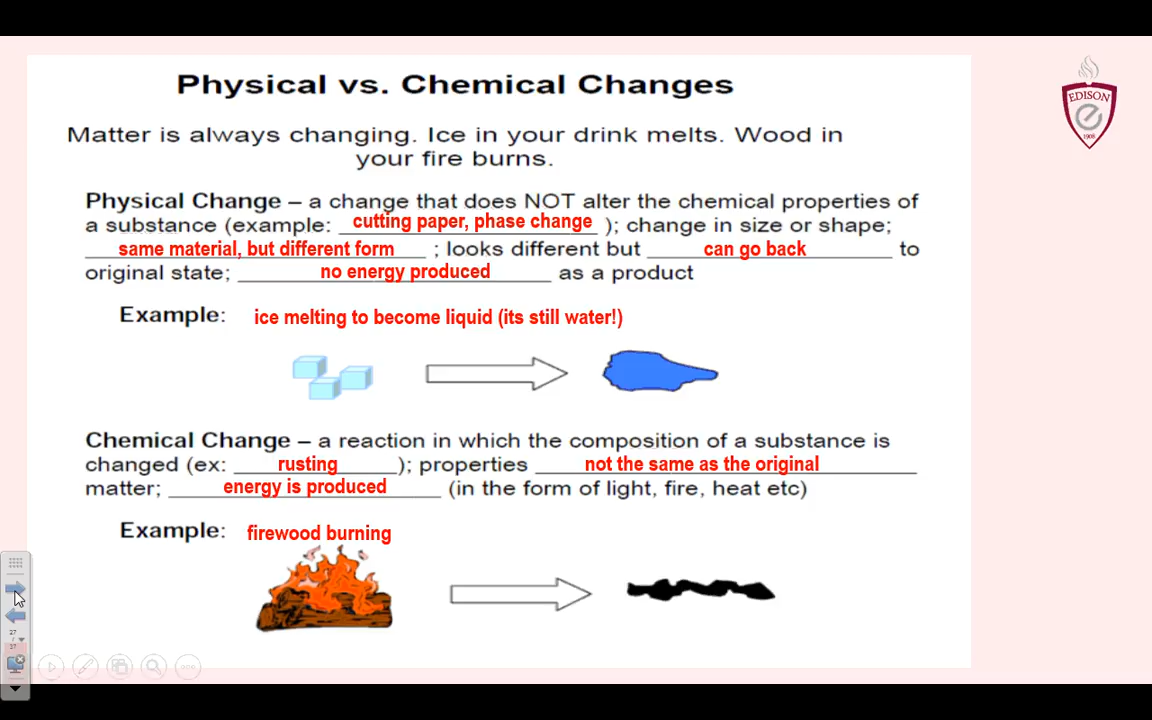 Physical vs. Chemical Changes
EDISON
e
1908
Matter is always changing. Ice in your drink melts. Wood in
your fire burns.
Physical Change – a change that does NOT alter the chemical properties of
a substance (example: cutting paper, phase change ); change in size or shape;
same material, but different form ; looks different but can go back to
original state; no energy produced as a product
Example: ice melting to become liquid (its still water!)
Chemical Change – a reaction in which the composition of a substance is
changed (ex: rusting ); properties not the same as the original
matter; energy is produced (in the form of light, fire, heat etc)
Example: firewood burning
27
/
37